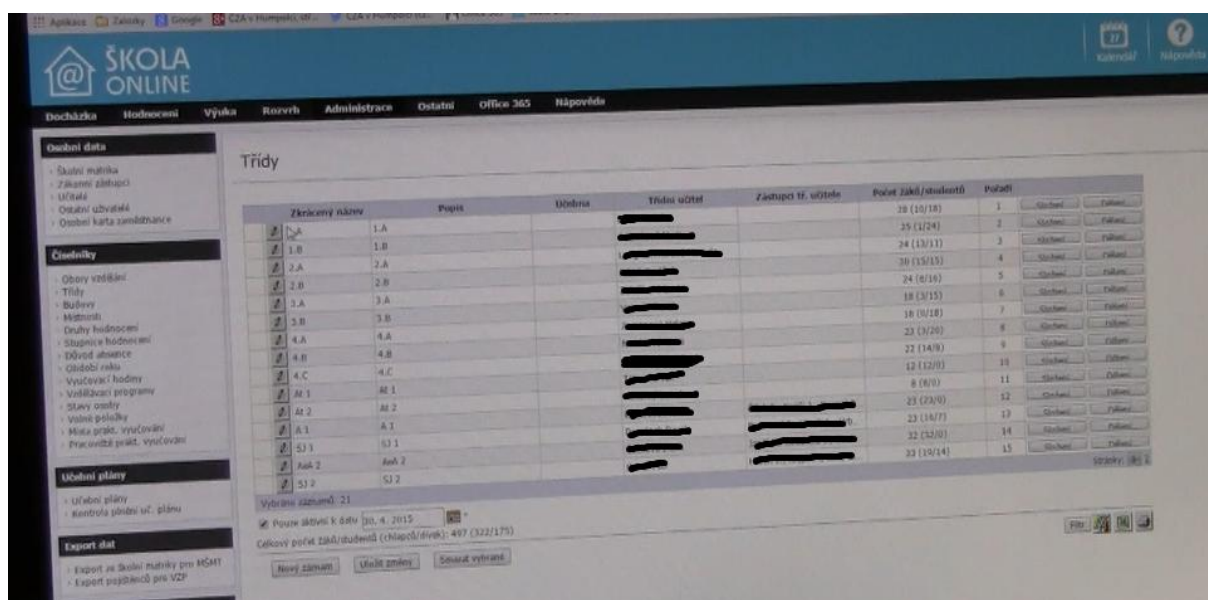 Aplikace Záložky Google ČZA v Humpolci, stř... ČZA v Humpolci Office 365
ŠKOLA
ONLINE
Kalendář Nápověda
Docházka Hodnocení Výuka Rozvrh Administrace Ostatní Office 365 Nápověda
Osobní data
Školní matrika
Zákonní zástupci
Učitelé
Ostatní uživatelé
Osobní karta zaměstnance
Číselníky
Obory vzdělání
Třídy
Budovy
Místnosti
Druhy hodnocení
Stupnice hodnocení
Důvod absence
Období roku
Vyučovací hodiny
Vzdělávací programy
Stavy osoby
Volné položky
Místa prakt. vyučování
Pracoviště prakt. vyučování
Učební plány
Učební plány
Kontrola plnění uč. plánu
Export dat
Export ze školní matriky pro MŠMT
Export pojištěnců pro VZP
Třídy
Zkrácený název Popis Učebna Třídní učitel Zástupci tř. učitele Počet žáků/studentů Pořadí
1.A 28 (10/18) 1
1.B 1.B 25 (1/24) 2
2.A 2.A 24 (13/11) 3
2.B 2.B 30 (15/15) 4
3.A 3.A 24 (8/16) 5
3.B 3.B 18 (3/15) 6
4.A 4.A 18 (0/18) 7
4.B 4.B 23 (3/20) 8
4.C 4.C 22 (14/8) 9
At 1 At 1 12 (12/0) 10
At 2 At 2 8 (8/0) 11
A 1 A 1 23 (23/0) 12
SJ 1 SJ 1 23 (16/7) 13
AoA 2 AoA 2 32 (32/0) 14
SJ 2 SJ 2 33 (19/14) 15
Vybráno záznamů: 21
Stránky:
Pouze aktivní k datu 30. 4. 2015
Celkový počet žáků/studentů (chlapců/dívek): 497 (322/175)
Filtr
Nový záznam Uložit změny Smazat vybrané